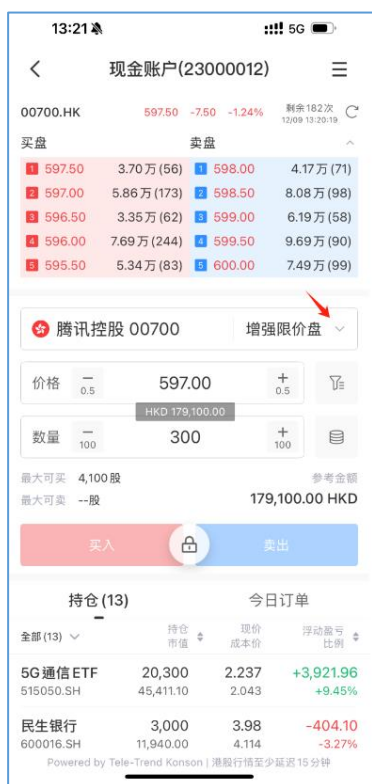 13:21 5G
现金账户(23000012)
00700.HK 597.50 -7.50 -1.24% 剩余182次
12/09 13:20:19
买盘 卖盘
1 597.50 3.70万(56) 1 598.00 4.17万(71)
2 597.00 5.86万(173) 2 598.50 8.08万(98)
3 596.50 3.35万(62) 3 599.00 6.19万(58)
4 596.00 7.69万(244) 4 599.50 9.69万(90)
5 595.50 5.34万(83) 5 600.00 7.49万(99)
腾讯控股 00700 增强限价盘
价格 － 0.5 597.00 + 0.5
HKD 179,100.00
数量 － 100 300 + 100
最大可买 4,100股 参考金额
最大可卖 --股 179,100.00 HKD
买入 卖出
持仓(13) 今日订单
全部(13) 持仓 现价 浮动盈亏
市值 成本价 比例
5G通信ETF 20,300 2.237 +3,921.96
515050.SH 45,411.10 2.043 +9.45%
民生银行 3,000 3.98 -404.10
600016.SH 11,940.00 4.114 -3.27%
Powered by Tele-Trend Konson | 港股行情至少延迟15分钟